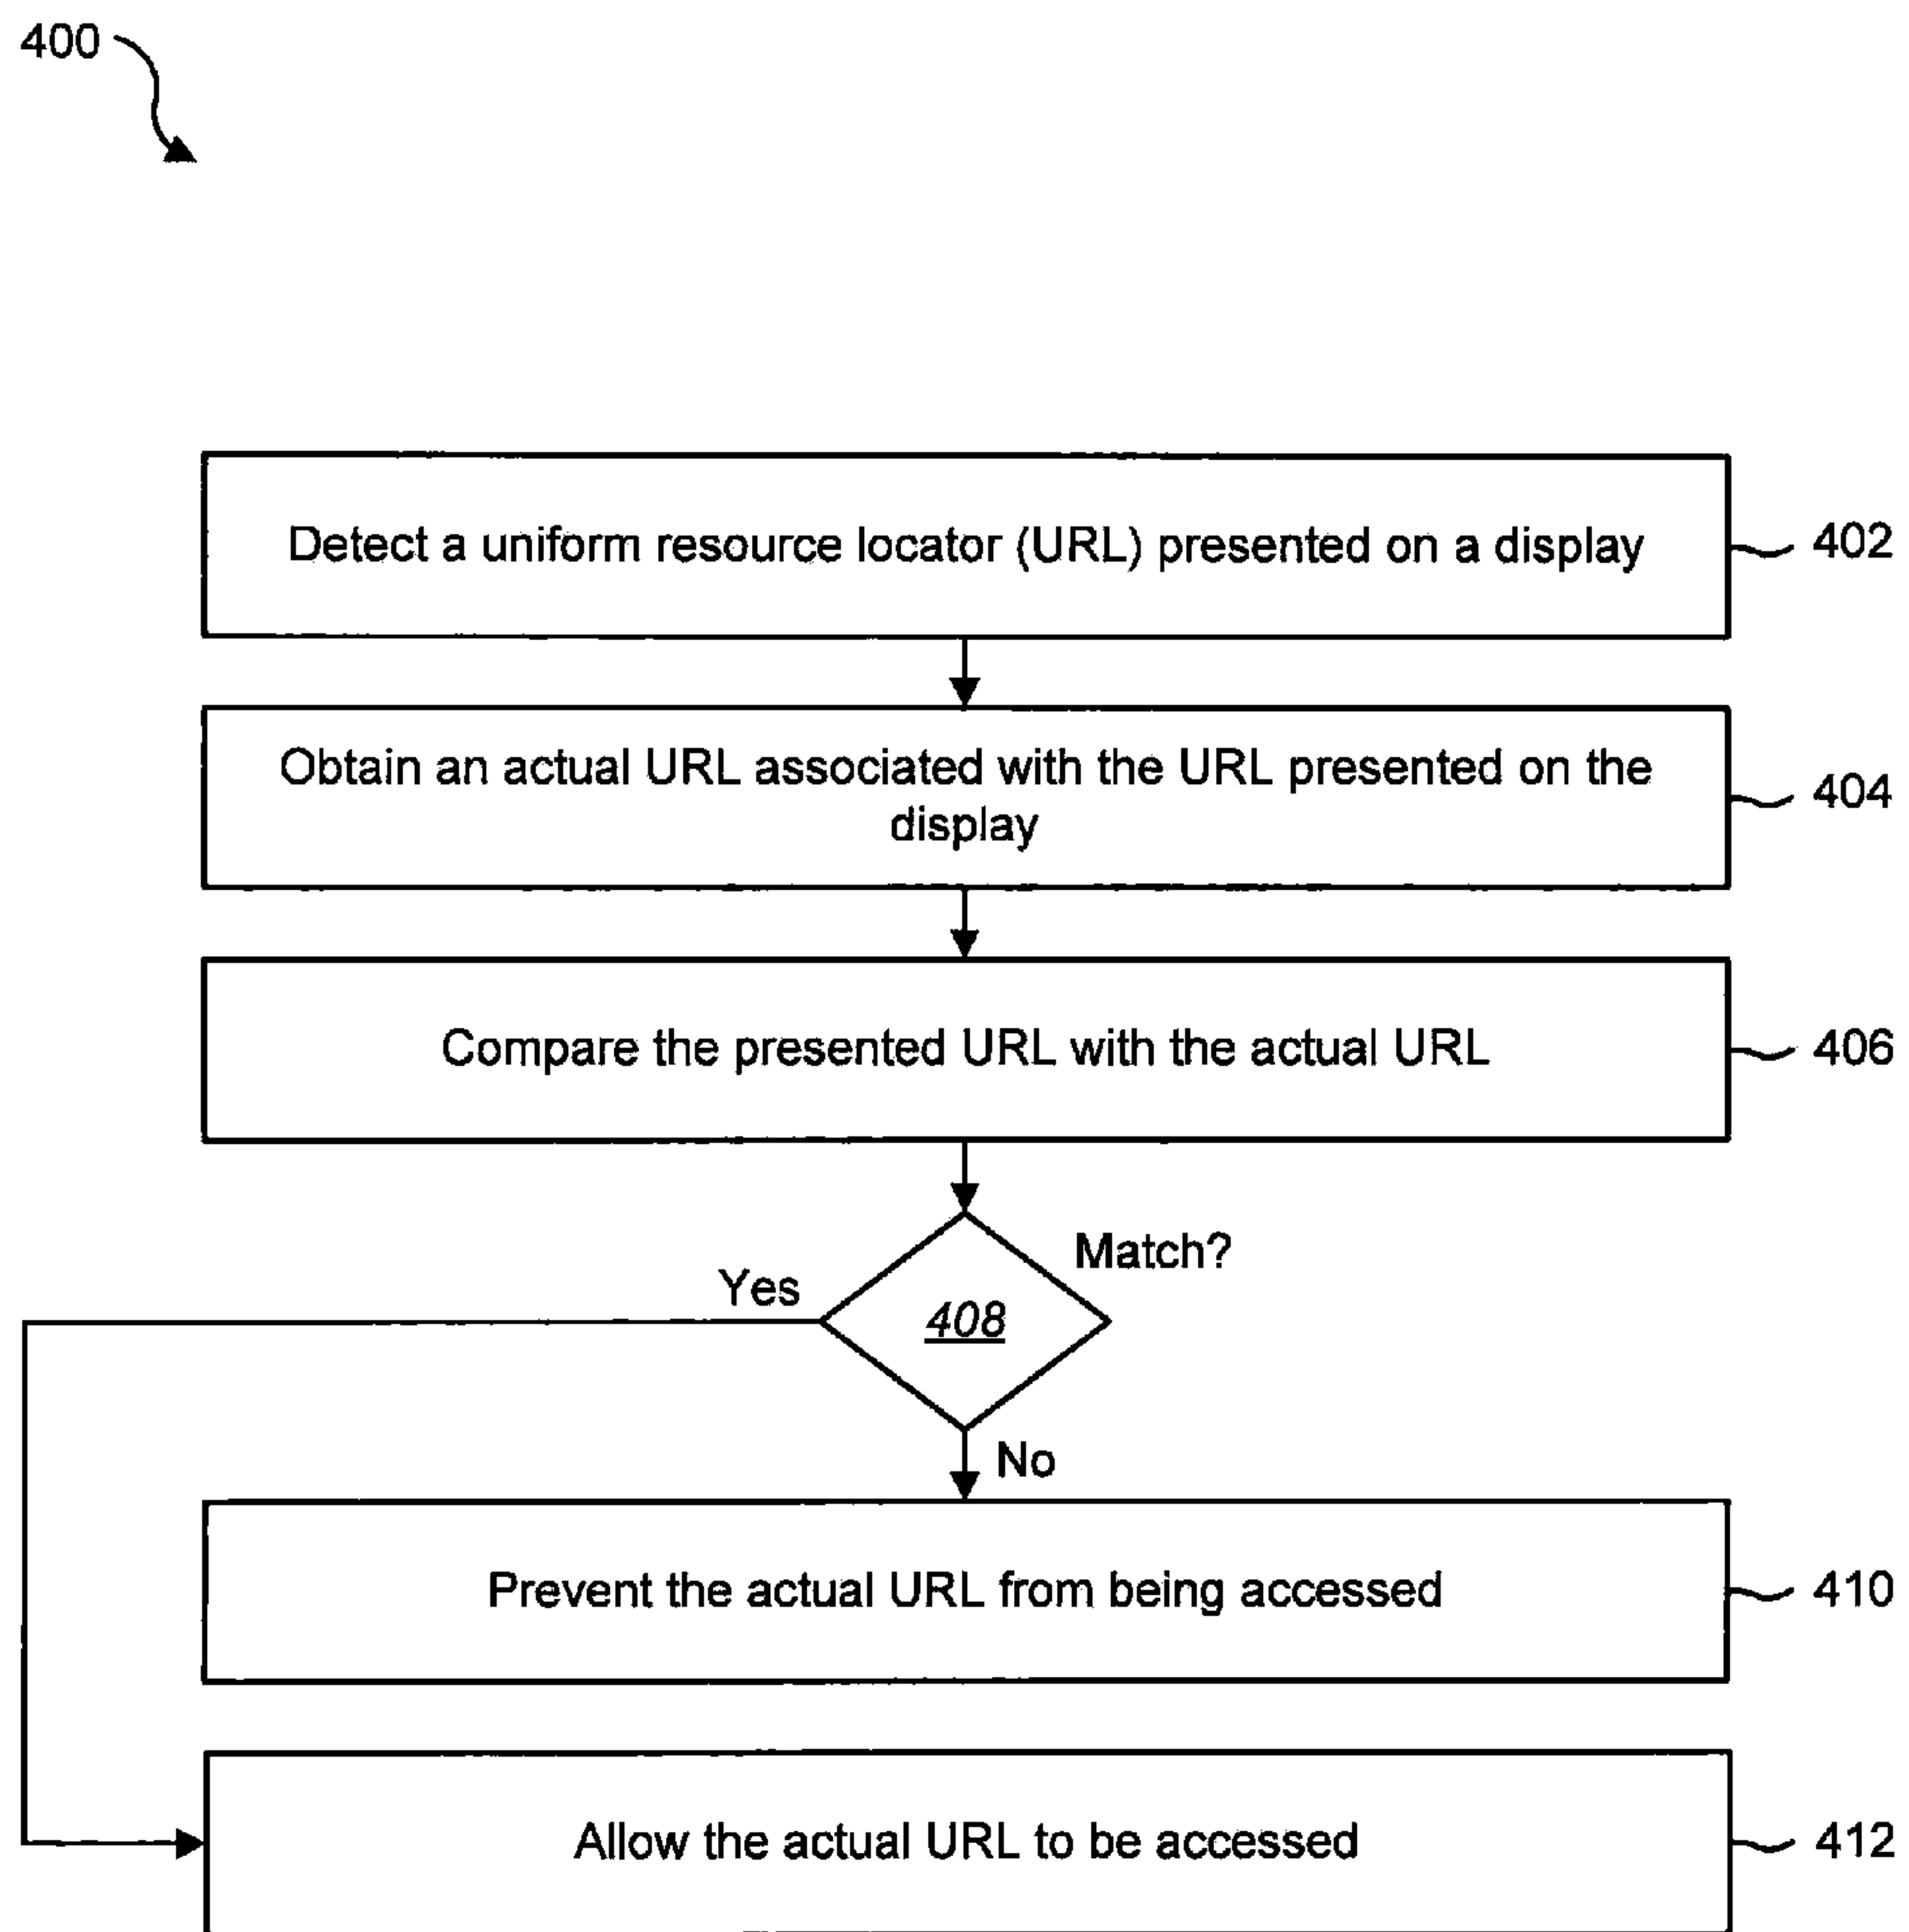 400
Detect a uniform resource locator (URL) presented on a display
402
Obtain an actual URL associated with the URL presented on the
display
404
Compare the presented URL with the actual URL
406
Match?
Yes
408
No
Prevent the actual URL from being accessed
410
Allow the actual URL to be accessed
412